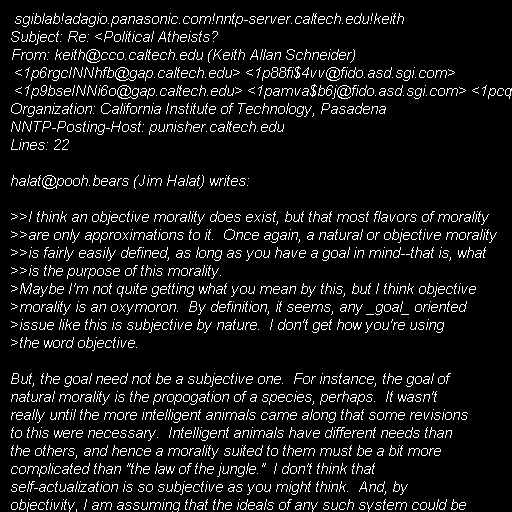 sgiblab!adagio.panasonic.com!nntp-server.caltech.edu!keith
Subject: Re: <Political Atheists?
From: keith@cco.caltech.edu (Keith Allan Schneider)
<1p6rgcINNhfb@gap.caltech.edu> <1p88fi$4vv@fido.asd.sgi.com>
<1p9bseINNi6o@gap.caltech.edu> <1pamva$b6j@fido.asd.sgi.com> <1pcq
Organization: California Institute of Technology, Pasadena
NNTP-Posting-Host: punisher.caltech.edu
Lines: 22

halat@pooh.bears (Jim Halat) writes:

>>I think an objective morality does exist, but that most flavors of morality
>>are only approximations to it.  Once again, a natural or objective morality
>>is fairly easily defined, as long as you have a goal in mind--that is, what
>>is the purpose of this morality.
>Maybe I'm not quite getting what you mean by this, but I think objective
>morality is an oxymoron.  By definition, it seems, any _goal_ oriented
>issue like this is subjective by nature.  I don't get how you're using
>the word objective.

But, the goal need not be a subjective one.  For instance, the goal of
natural morality is the propogation of a species, perhaps.  It wasn't
really until the more intelligent animals came along that some revisions
to this were necessary.  Intelligent animals have different needs than
the others, and hence a morality suited to them must be a bit more
complicated than "the law of the jungle."  I don't think that
self-actualization is so subjective as you might think.  And, by
objectivity, I am assuming that the ideals of any such system could be